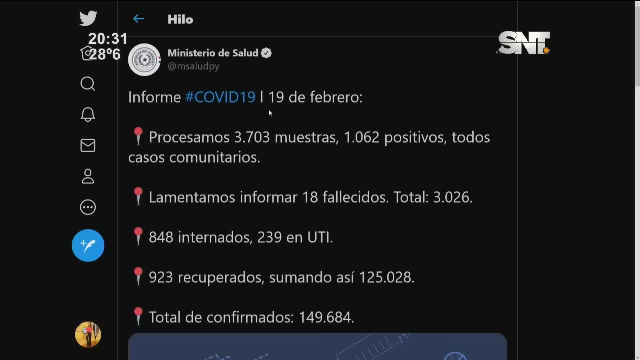 Hilo
20:31
28°6
SNT
Ministerio de Salud
@msaludpy
Informe #COVID19 | 19 de febrero:
Procesamos 3.703 muestras, 1.062 positivos, todos
casos comunitarios.
Lamentamos informar 18 fallecidos. Total: 3.026.
848 internados, 239 en UTI.
923 recuperados, sumando así 125.028.
Total de confirmados: 149.684.